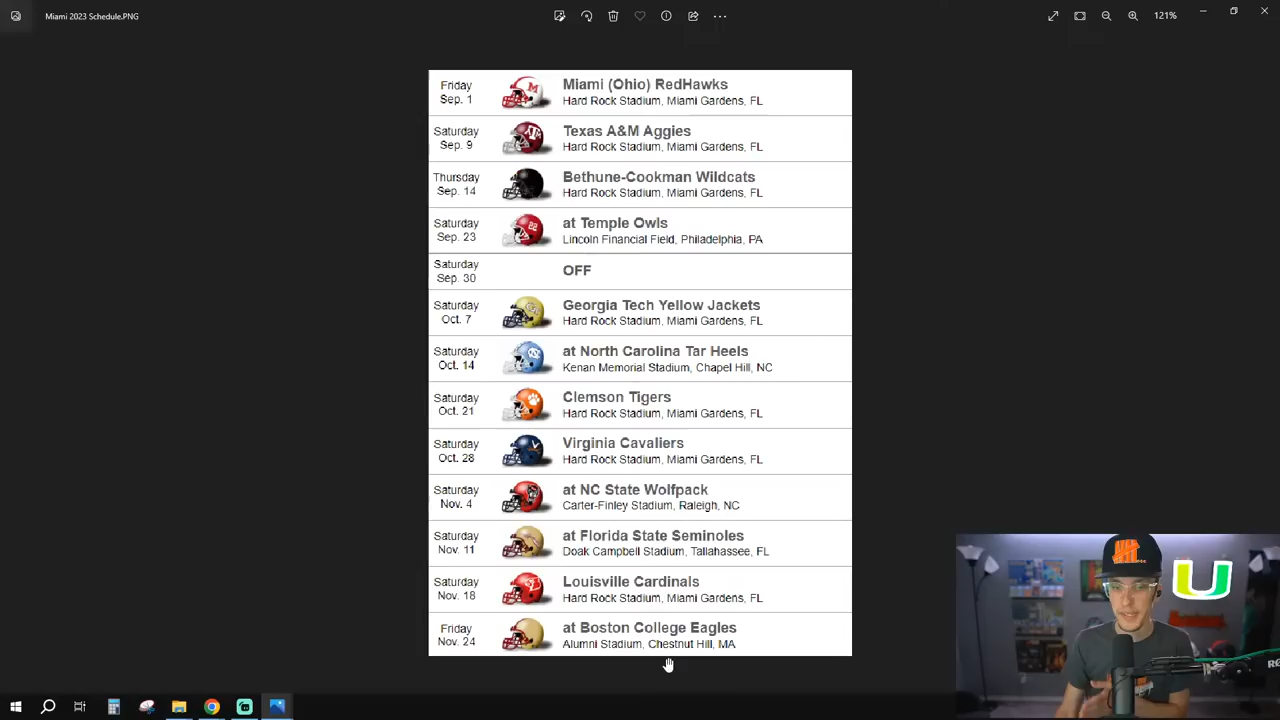 Miami 2023 Schedule.PNG
121%
Friday
Sep. 1
Miami (Ohio) RedHawks
Hard Rock Stadium, Miami Gardens, FL
Saturday
Sep. 9
Texas A&M Aggies
Hard Rock Stadium, Miami Gardens, FL
Thursday
Sep. 14
Bethune-Cookman Wildcats
Hard Rock Stadium, Miami Gardens, FL
Saturday
Sep. 23
at Temple Owls
Lincoln Financial Field, Philadelphia, PA
Saturday
Sep. 30
OFF
Saturday
Oct. 7
Georgia Tech Yellow Jackets
Hard Rock Stadium, Miami Gardens, FL
Saturday
Oct. 14
at North Carolina Tar Heels
Kenan Memorial Stadium, Chapel Hill, NC
Saturday
Oct. 21
Clemson Tigers
Hard Rock Stadium, Miami Gardens, FL
Saturday
Oct. 28
Virginia Cavaliers
Hard Rock Stadium, Miami Gardens, FL
Saturday
Nov. 4
at NC State Wolfpack
Carter-Finley Stadium, Raleigh, NC
Saturday
Nov. 11
at Florida State Seminoles
Doak Campbell Stadium, Tallahassee, FL
Saturday
Nov. 18
Louisville Cardinals
Hard Rock Stadium, Miami Gardens, FL
Friday
Nov. 24
at Boston College Eagles
Alumni Stadium, Chestnut Hill, MA